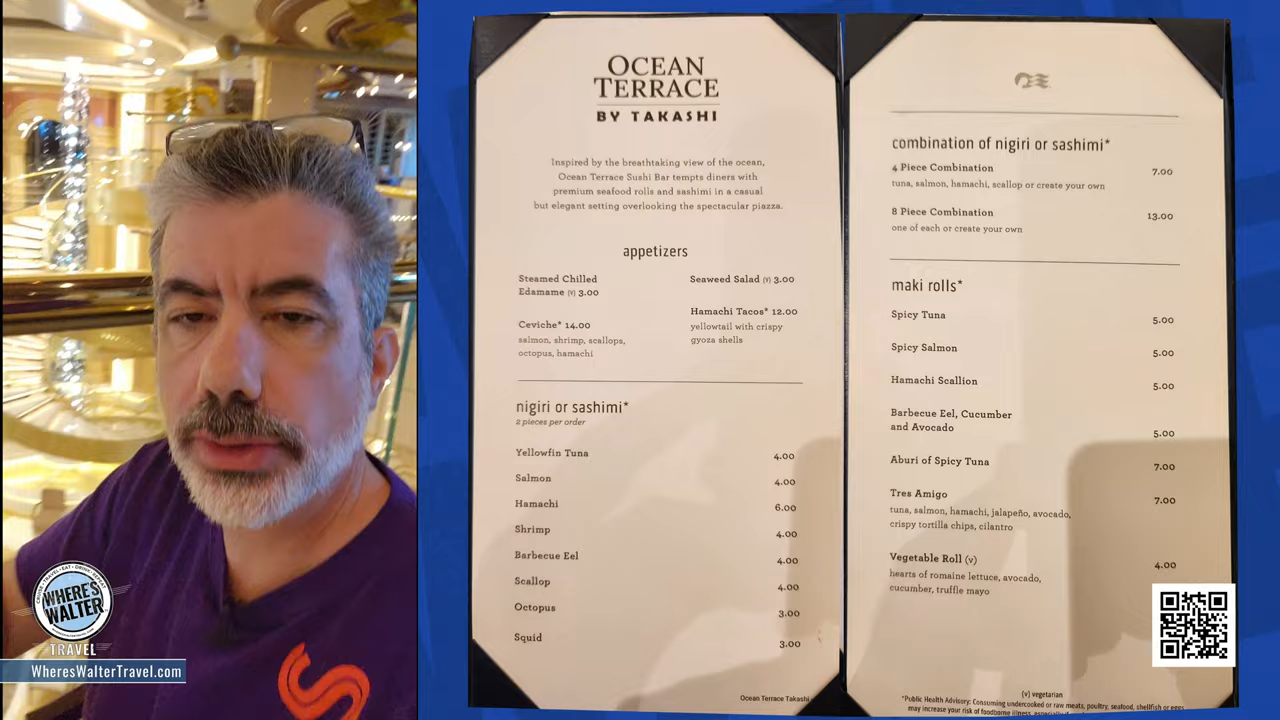 WHERE'S
WALTER
TRAVEL
WheresWalterTravel.com
OCEAN
TERRACE
BY TAKASHI
Inspired by the breathtaking view of the ocean,
Ocean Terrace Sushi Bar tempts diners with
premium seafood rolls and sashimi in a casual
but elegant setting overlooking the spectacular piazza.
appetizers
Steamed Chilled
Edamame (v) 3.00
Ceviche* 14.00
salmon, shrimp, scallops,
octopus, hamachi
Seaweed Salad (v) 3.00
Hamachi Tacos* 12.00
yellowtail with crispy
gyoza shells
nigiri or sashimi*
2 pieces per order
Yellowfin Tuna 4.00
Salmon 4.00
Hamachi 6.00
Shrimp 4.00
Barbecue Eel 4.00
Scallop 4.00
Octopus 3.00
Squid 3.00
Ocean Terrace Takashi
combination of nigiri or sashimi*
4 Piece Combination 7.00
tuna, salmon, hamachi, scallop or create your own
8 Piece Combination 13.00
one of each or create your own
maki rolls*
Spicy Tuna 5.00
Spicy Salmon 5.00
Hamachi Scallion 5.00
Barbecue Eel, Cucumber
and Avocado 5.00
Aburi of Spicy Tuna 7.00
Tres Amigo 7.00
tuna, salmon, hamachi, jalapeño, avocado,
crispy tortilla chips, cilantro
Vegetable Roll (v) 4.00
hearts of romaine lettuce, avocado,
cucumber, truffle mayo
(v) vegetarian
*Public Health Advisory: Consuming undercooked or raw meats, poultry, seafood, shellfish or eggs
may increase your risk of foodborne illness, especially if